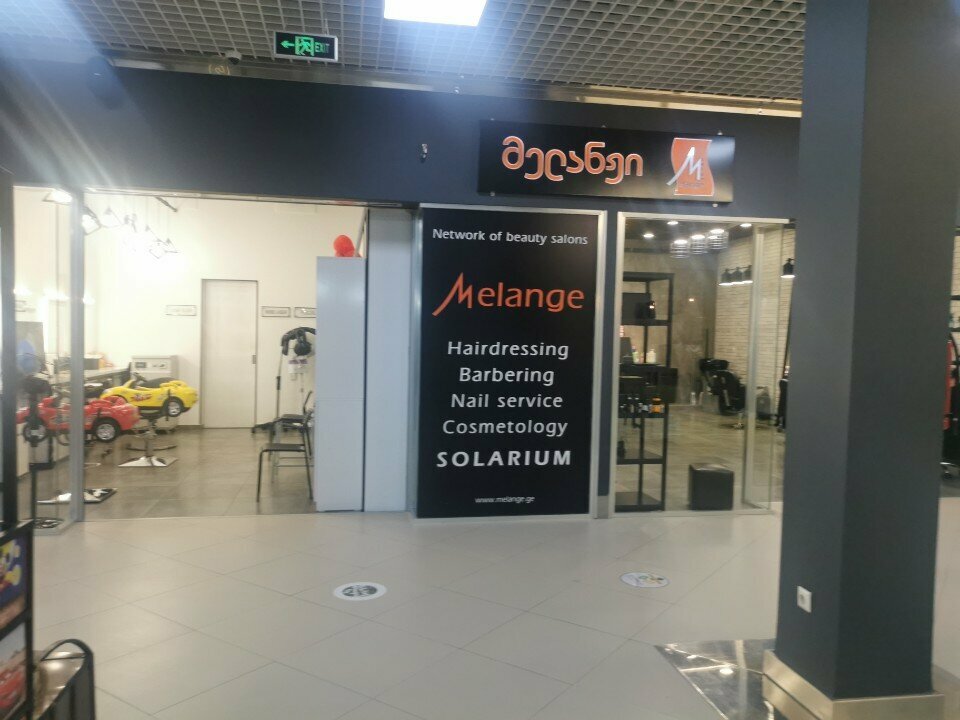 EXIT
მელანჟი
M
Network of beauty salons
Melange
Hairdressing
Barbering
Nail service
Cosmetology
SOLARIUM
www.melange.ge